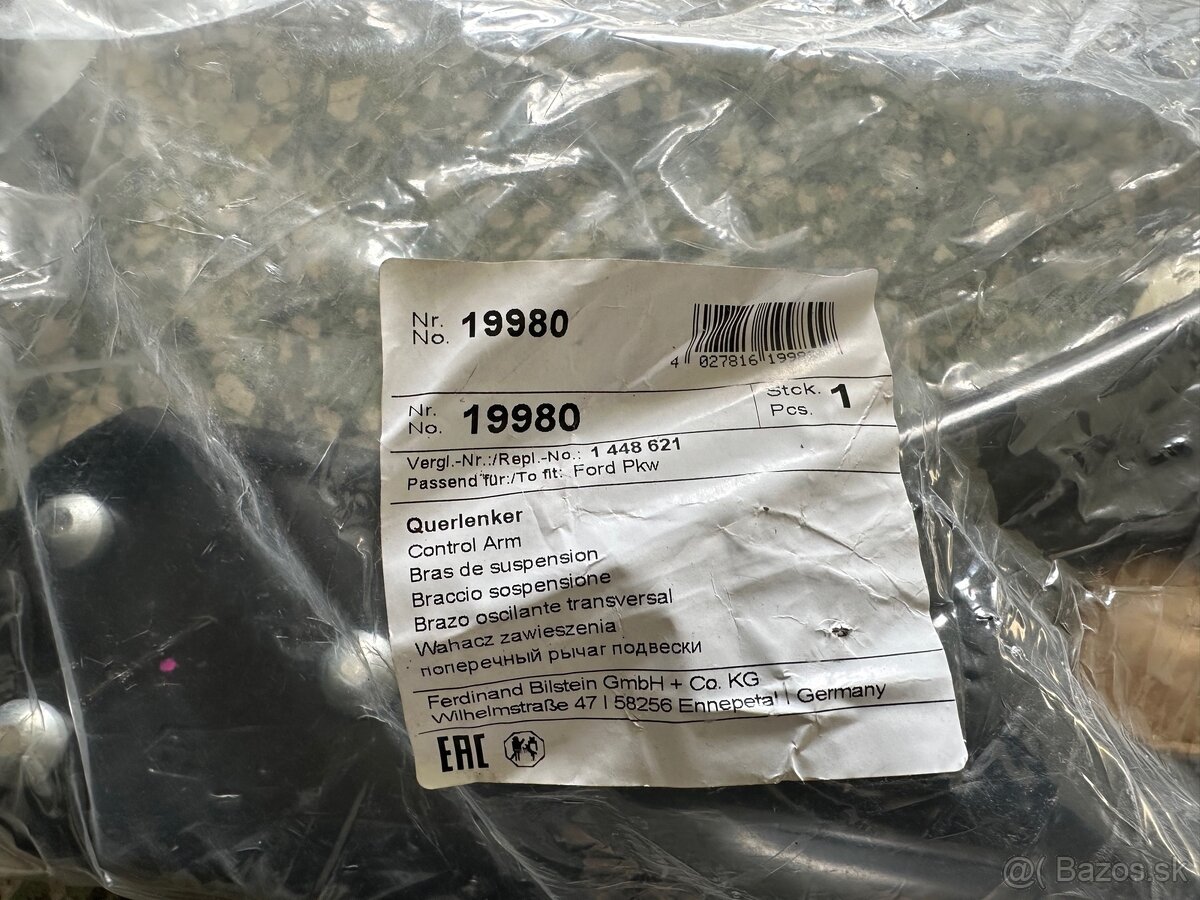 Nr.
No. 19980
4 027816
Nr.
No. 19980
Stck.
Pcs. 1
Vergl.-Nr.:/Repl.-No.: 1 448 621
Passend für:/To fit: Ford Pkw
Querlenker
Control Arm
Bras de suspension
Braccio sospensione
Brazo oscilante transversal
Wahacz zawieszenia
поперечный рычаг подвески
Ferdinand Bilstein GmbH + Co. KG
Wilhelmstraße 47 | 58256 Ennepetal | Germany
EAC
@( Bazos.sk